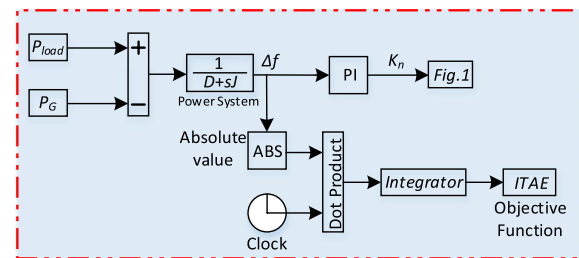 P_load
+
1
D+sJ
Δf
PI
K_n
Fig.1
P_G
−
Power System
Absolute
value
ABS
Dot Product
Integrator
ITAE
Objective
Function
Clock